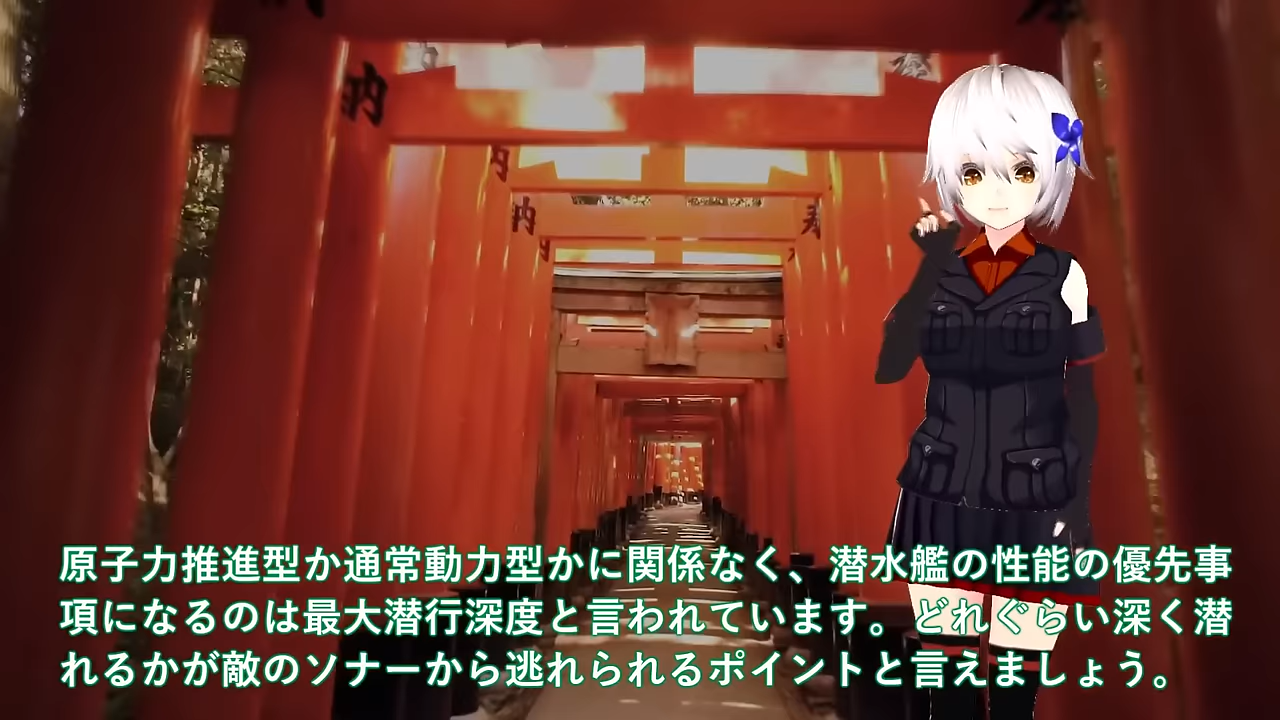 納
納
奉
原子力推進型か通常動力型かに関係なく、潜水艦の性能の優先事
項になるのは最大潜行深度と言われています。どれぐらい深く潜
れるかが敵のソナーから逃れられるポイントと言えましょう。